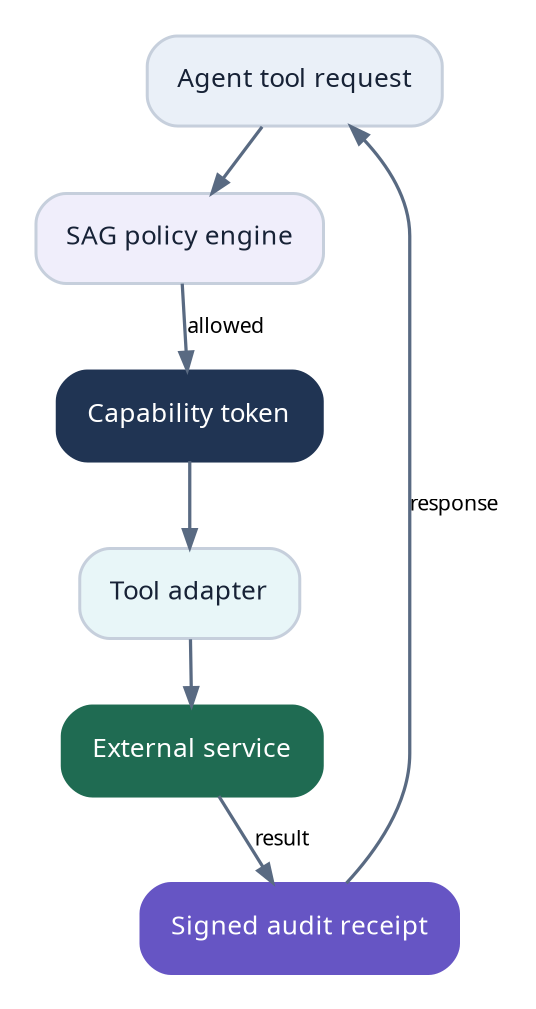 Agent tool request
SAG policy engine
allowed
Capability token
response
Tool adapter
External service
result
Signed audit receipt